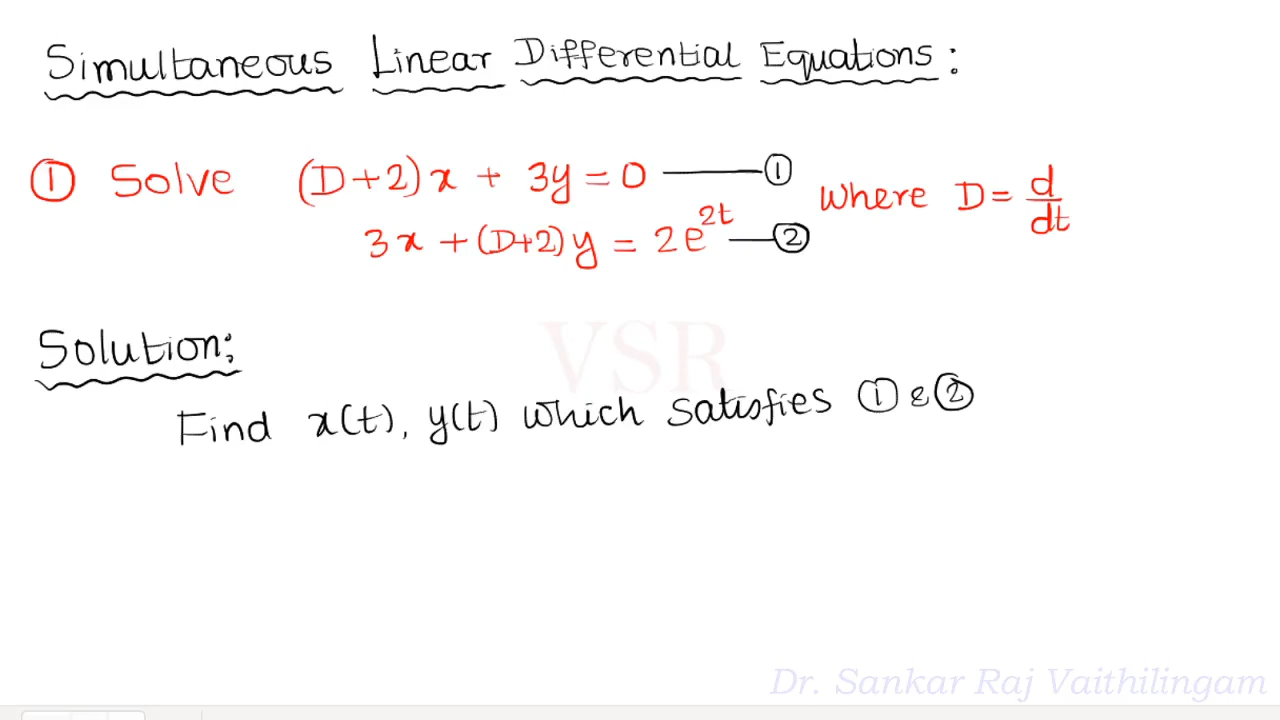 Simultaneous Linear Differential Equations:
① Solve (D+2)x + 3y = 0 ——— ①
3x + (D+2)y = 2e^{2t} — ② where D = d/dt
VSR
Solution:
Find x(t), y(t) which satisfies ① & ②
Dr. Sankar Raj Vaithilingam